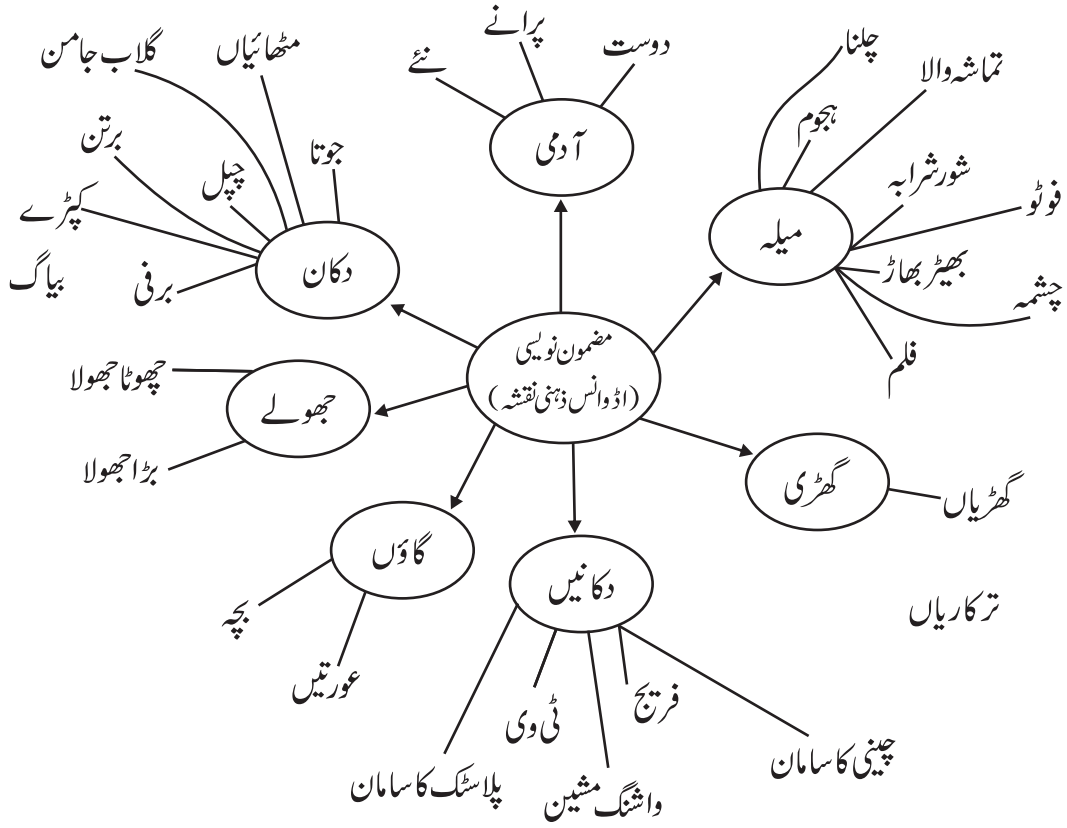 پرانے
چلنا
دوست
گلاب جامن
مٹھائیاں
نئے
تماشہ والا
ہجوم
برتن
آدمی
جوتا
چپل
شور شرابہ
کپڑے
فوٹو
میلہ
دکان
بھیڑ بھاڑ
برفی
بیاگ
چشمہ
مضمون نویسی
(اڈوانس ذہنی نقشہ)
فلم
چھوٹا جھولا
جھولے
بڑا جھولا
گھڑی
گھڑیاں
گاؤں
دکانیں
ترکاریاں
بچہ
عورتیں
فریج
ٹی وی
چینی کا سامان
پلاسٹک کا سامان
واشنگ مشین